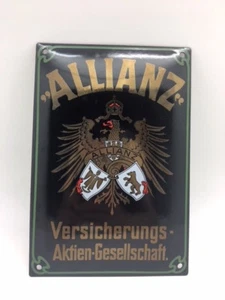 „ALLIANZ“
Versicherungs-
Aktien-Gesellschaft.